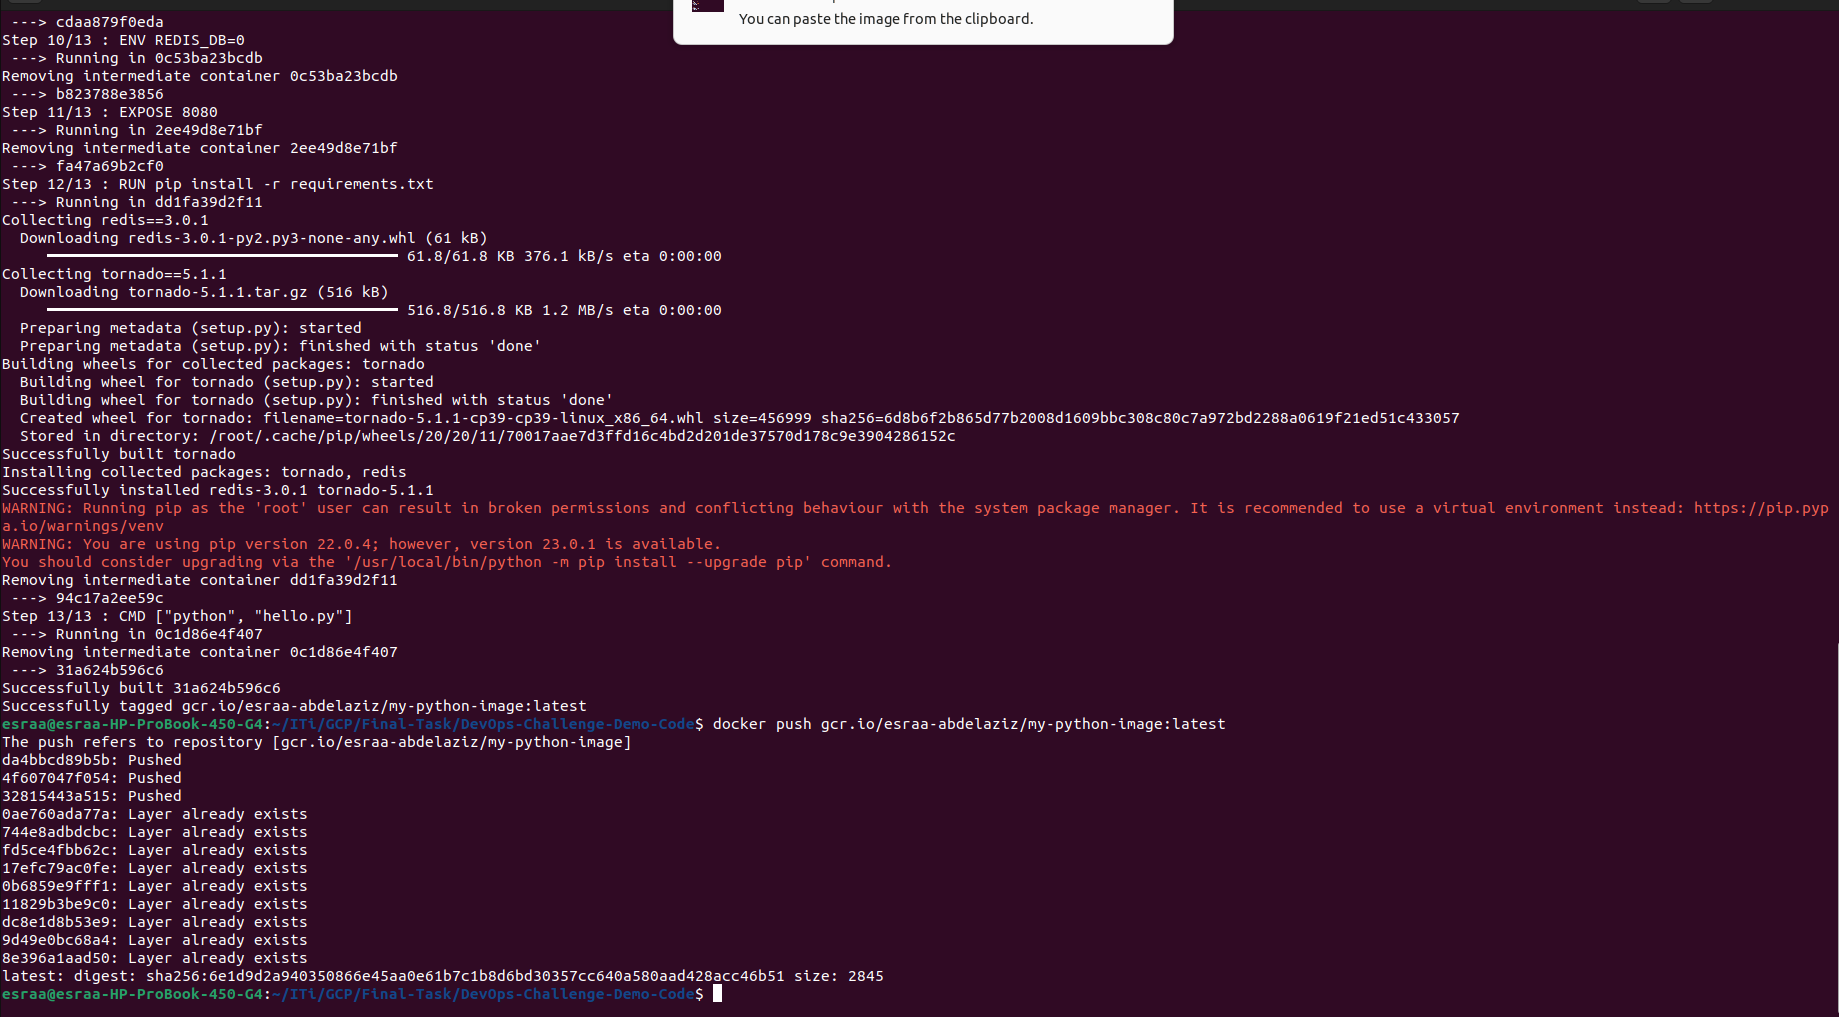 You can paste the image from the clipboard.
 ---> cdaa879f0eda
Step 10/13 : ENV REDIS_DB=0
 ---> Running in 0c53ba23bcdb
Removing intermediate container 0c53ba23bcdb
 ---> b823788e3856
Step 11/13 : EXPOSE 8080
 ---> Running in 2ee49d8e71bf
Removing intermediate container 2ee49d8e71bf
 ---> fa47a69b2cf0
Step 12/13 : RUN pip install -r requirements.txt
 ---> Running in dd1fa39d2f11
Collecting redis==3.0.1
  Downloading redis-3.0.1-py2.py3-none-any.whl (61 kB)
61.8/61.8 KB 376.1 kB/s eta 0:00:00
Collecting tornado==5.1.1
  Downloading tornado-5.1.1.tar.gz (516 kB)
516.8/516.8 KB 1.2 MB/s eta 0:00:00
  Preparing metadata (setup.py): started
  Preparing metadata (setup.py): finished with status 'done'
Building wheels for collected packages: tornado
  Building wheel for tornado (setup.py): started
  Building wheel for tornado (setup.py): finished with status 'done'
  Created wheel for tornado: filename=tornado-5.1.1-cp39-cp39-linux_x86_64.whl size=456999 sha256=6d8b6f2b865d77b2008d1609bbc308c80c7a972bd2288a0619f21ed51c433057
  Stored in directory: /root/.cache/pip/wheels/20/20/11/70017aae7d3ffd16c4bd2d201de37570d178c9e3904286152c
Successfully built tornado
Installing collected packages: tornado, redis
Successfully installed redis-3.0.1 tornado-5.1.1
WARNING: Running pip as the 'root' user can result in broken permissions and conflicting behaviour with the system package manager. It is recommended to use a virtual environment instead: https://pip.pyp
a.io/warnings/venv
WARNING: You are using pip version 22.0.4; however, version 23.0.1 is available.
You should consider upgrading via the '/usr/local/bin/python -m pip install --upgrade pip' command.
Removing intermediate container dd1fa39d2f11
 ---> 94c17a2ee59c
Step 13/13 : CMD ["python", "hello.py"]
 ---> Running in 0c1d86e4f407
Removing intermediate container 0c1d86e4f407
 ---> 31a624b596c6
Successfully built 31a624b596c6
Successfully tagged gcr.io/esraa-abdelaziz/my-python-image:latest
esraa@esraa-HP-ProBook-450-G4:~/ITi/GCP/Final-Task/DevOps-Challenge-Demo-Code$ docker push gcr.io/esraa-abdelaziz/my-python-image:latest
The push refers to repository [gcr.io/esraa-abdelaziz/my-python-image]
da4bbcd89b5b: Pushed
4f607047f054: Pushed
32815443a515: Pushed
0ae760ada77a: Layer already exists
744e8adbdcbc: Layer already exists
fd5ce4fbb62c: Layer already exists
17efc79ac0fe: Layer already exists
0b6859e9fff1: Layer already exists
11829b3be9c0: Layer already exists
dc8e1d8b53e9: Layer already exists
9d49e0bc68a4: Layer already exists
8e396a1aad50: Layer already exists
latest: digest: sha256:6e1d9d2a940350866e45aa0e61b7c1b8d6bd30357cc640a580aad428acc46b51 size: 2845
esraa@esraa-HP-ProBook-450-G4:~/ITi/GCP/Final-Task/DevOps-Challenge-Demo-Code$